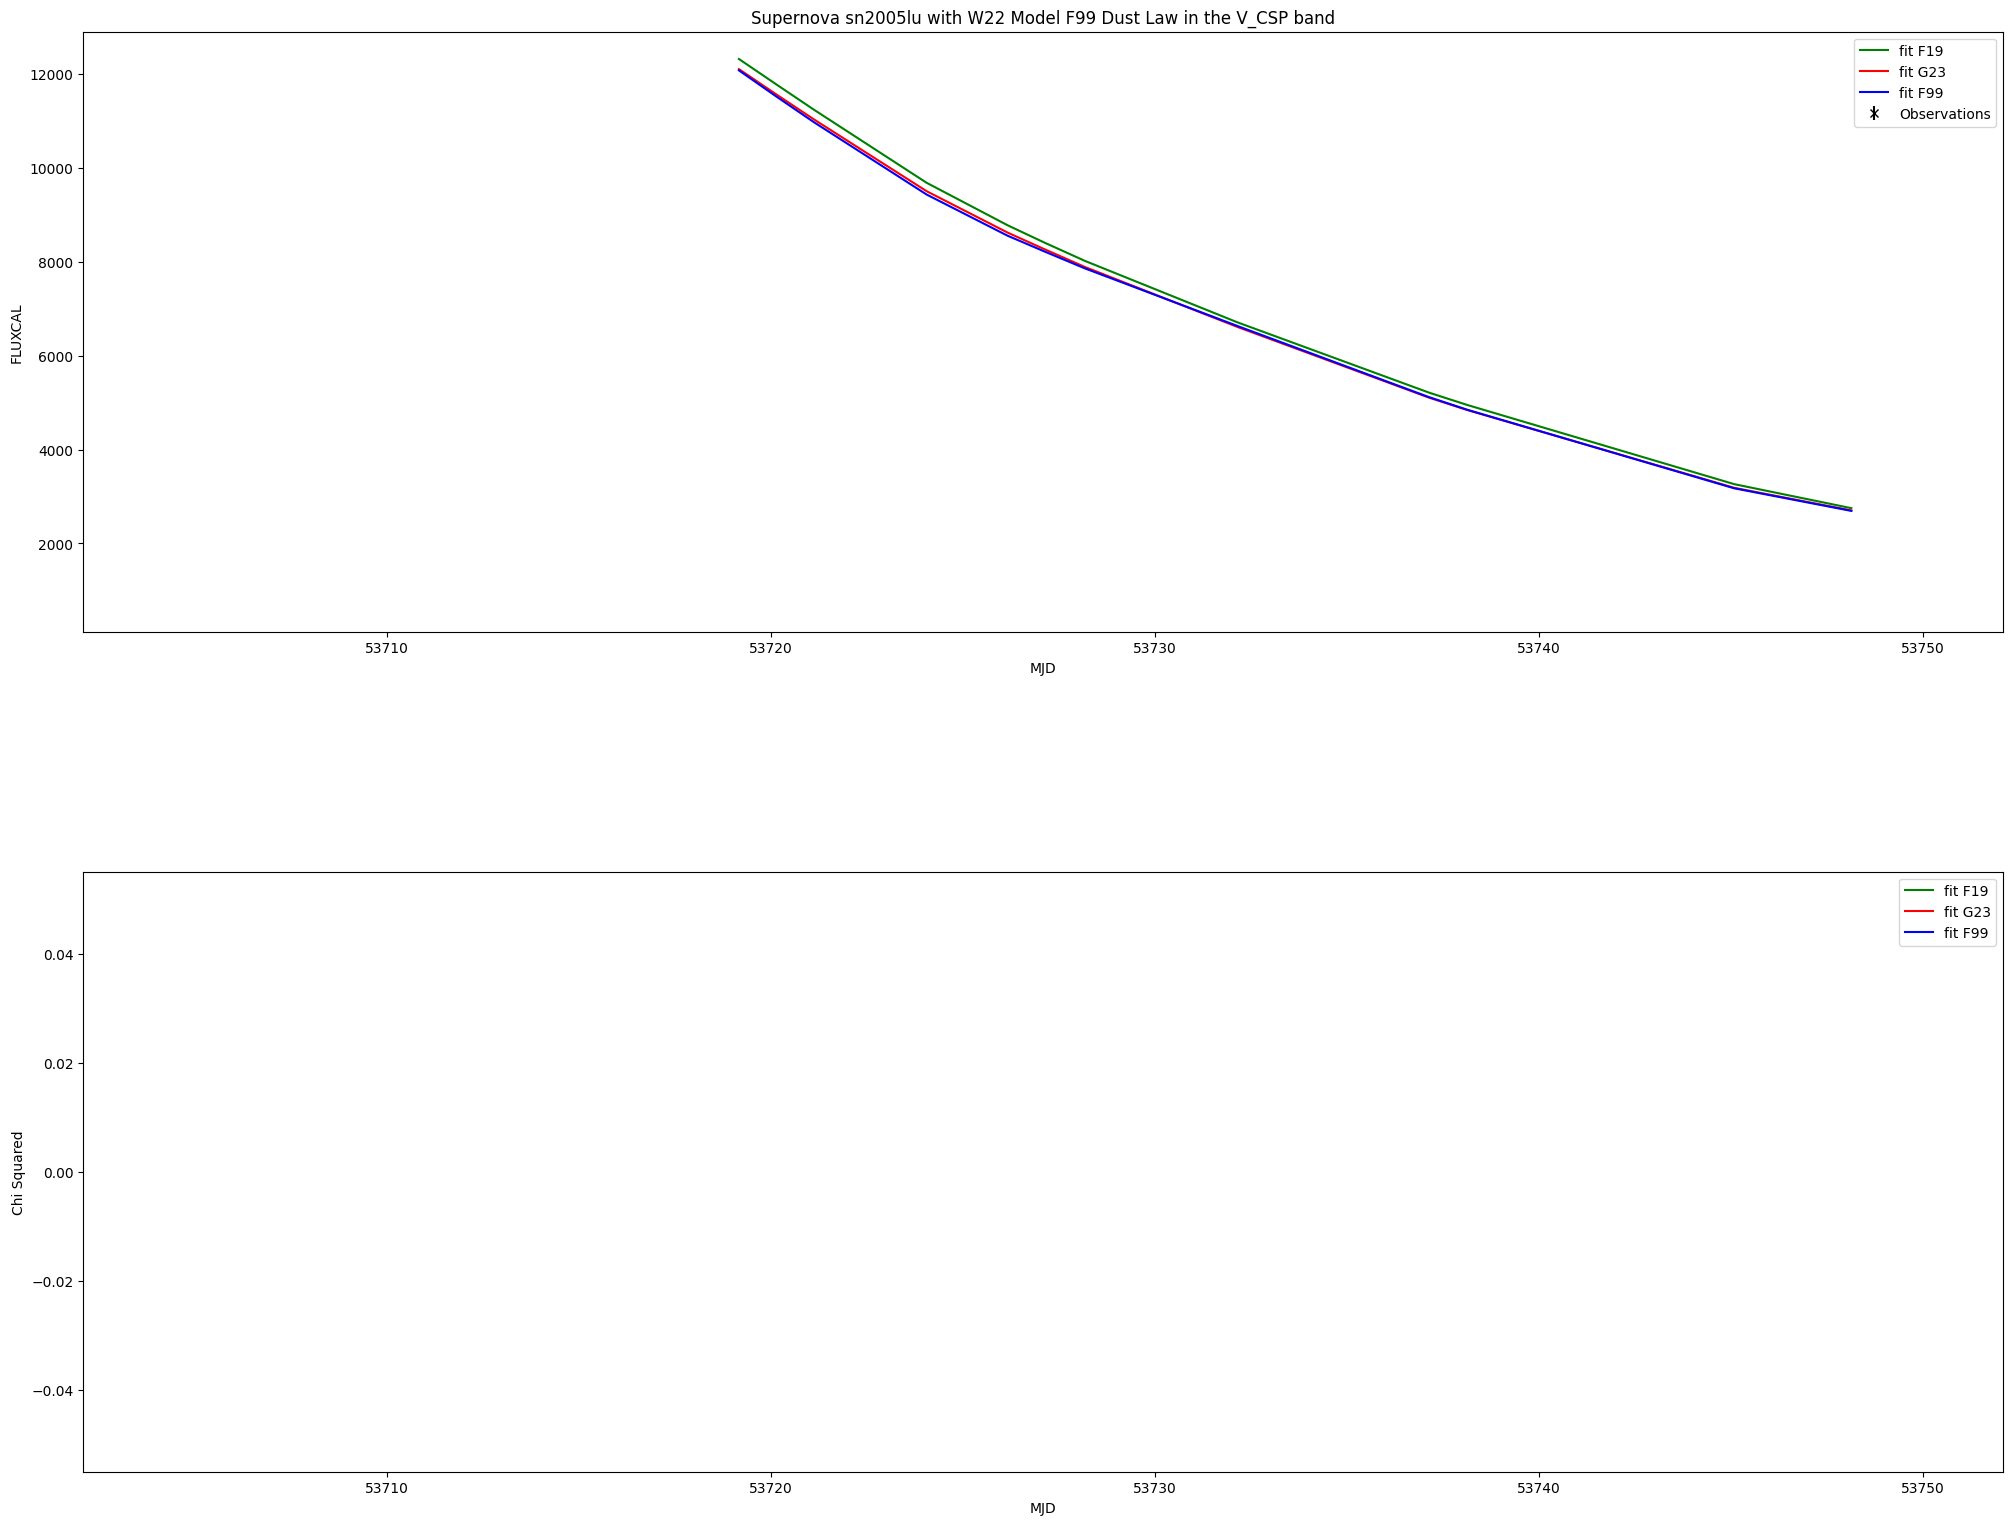 Supernova sn2005lu with W22 Model F99 Dust Law in the V_CSP band
fit F19
fit G23
fit F99
Observations
12000
10000
8000
6000
4000
2000
FLUXCAL
53710
53720
53730
53740
53750
MJD
fit F19
fit G23
fit F99
0.04
0.02
0.00
−0.02
−0.04
Chi Squared
53710
53720
53730
53740
53750
MJD